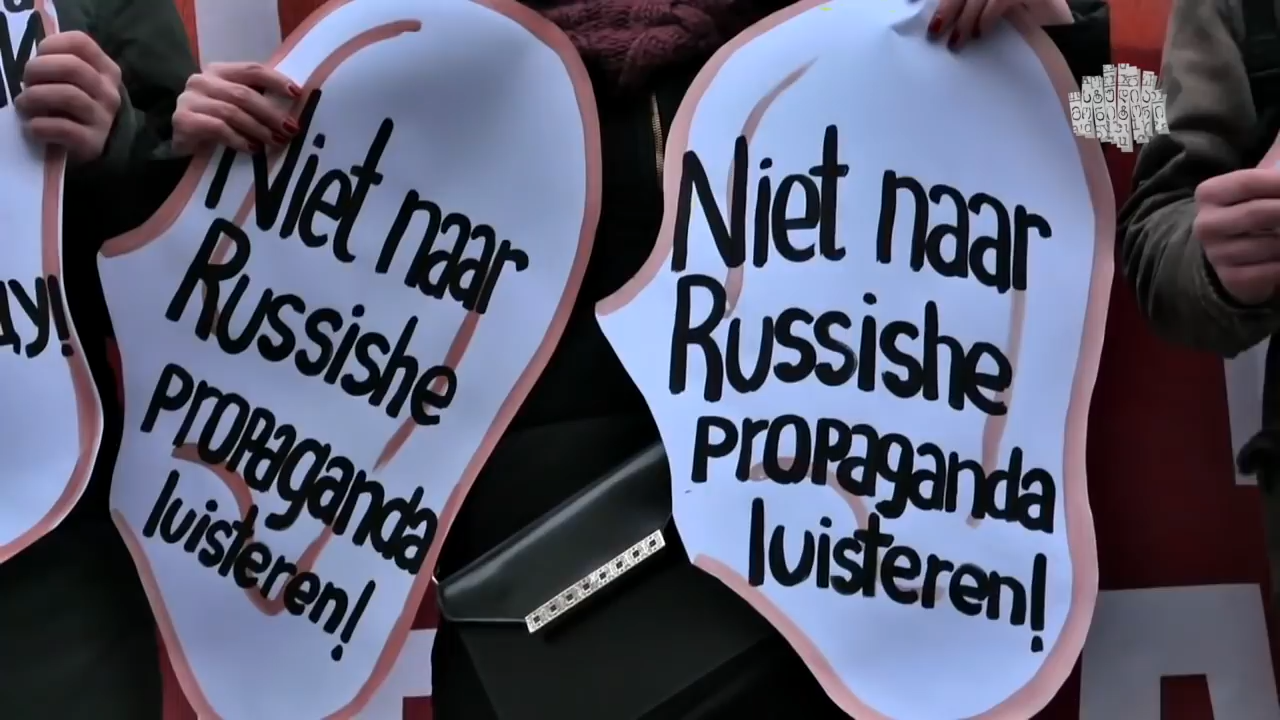 Niet naar
Russishe
propaganda
luisteren!
Niet naar
Russishe
propaganda
luisteren!